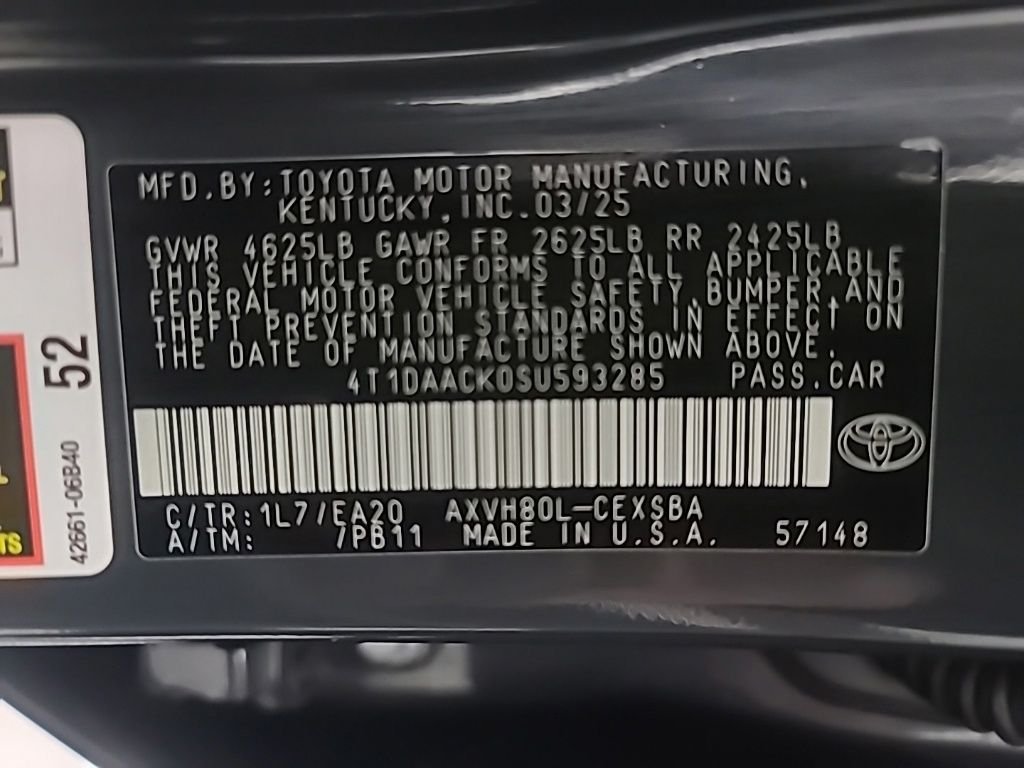 MFD.BY:TOYOTA MOTOR MANUFACTURING,
KENTUCKY,INC.03/25
GVWR 4625LB GAWR FR 2625LB RR 2425LB
THIS VEHICLE CONFORMS TO ALL APPLICABLE
FEDERAL MOTOR VEHICLE SAFETY,BUMPER,AND
THEFT PREVENTION STANDARDS IN EFFECT ON
THE DATE OF MANUFACTURE SHOWN ABOVE.
4T1DAACK0SU593285 PASS.CAR
C/TR:1L7/EA20 AXVH80L-CEXSBA
A/TM: /PB11 MADE IN U.S.A. 57148
52
42661-06B40